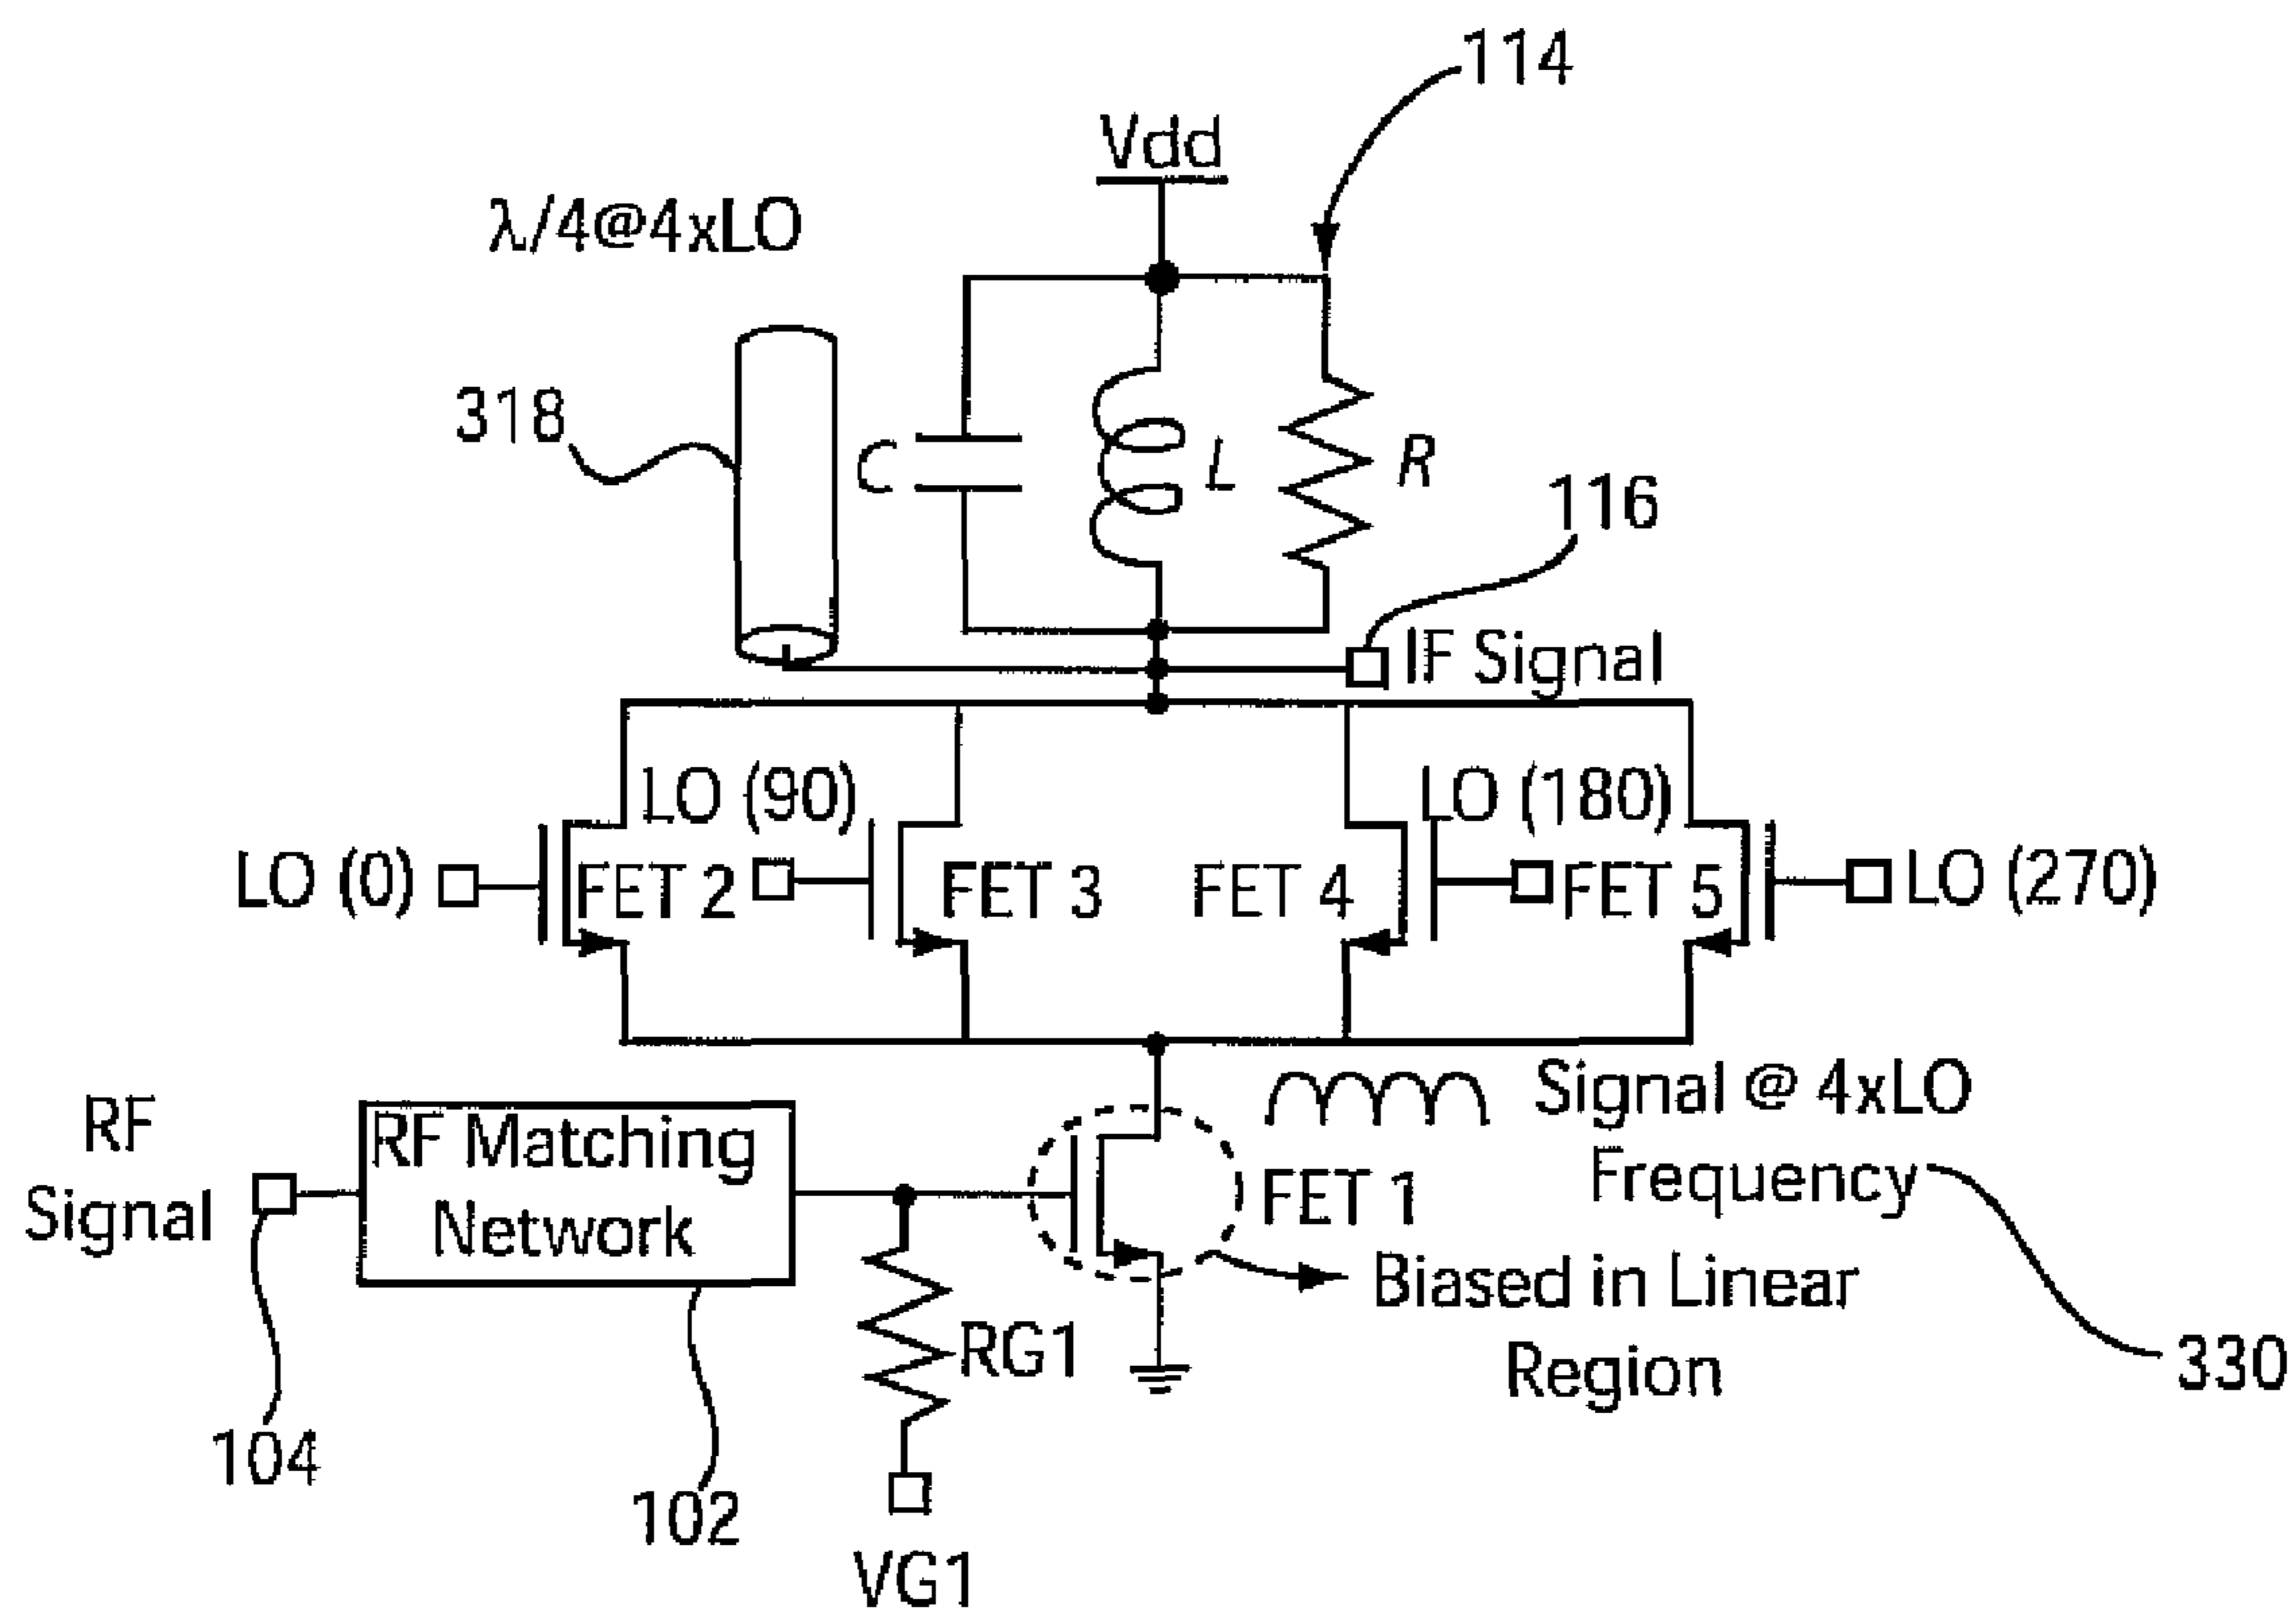 114
Vdd
λ/4@4xLO
318
C
L
R
116
IF Signal
LO (90)
LO (180)
LO (0)
FET 2
FET 3
FET 4
FET 5
LO (270)
RF
Signal
RF Matching
Network
Signal @ 4xLO
Frequency
FET 1
Biased in Linear
Region
RG1
330
104
102
VG1